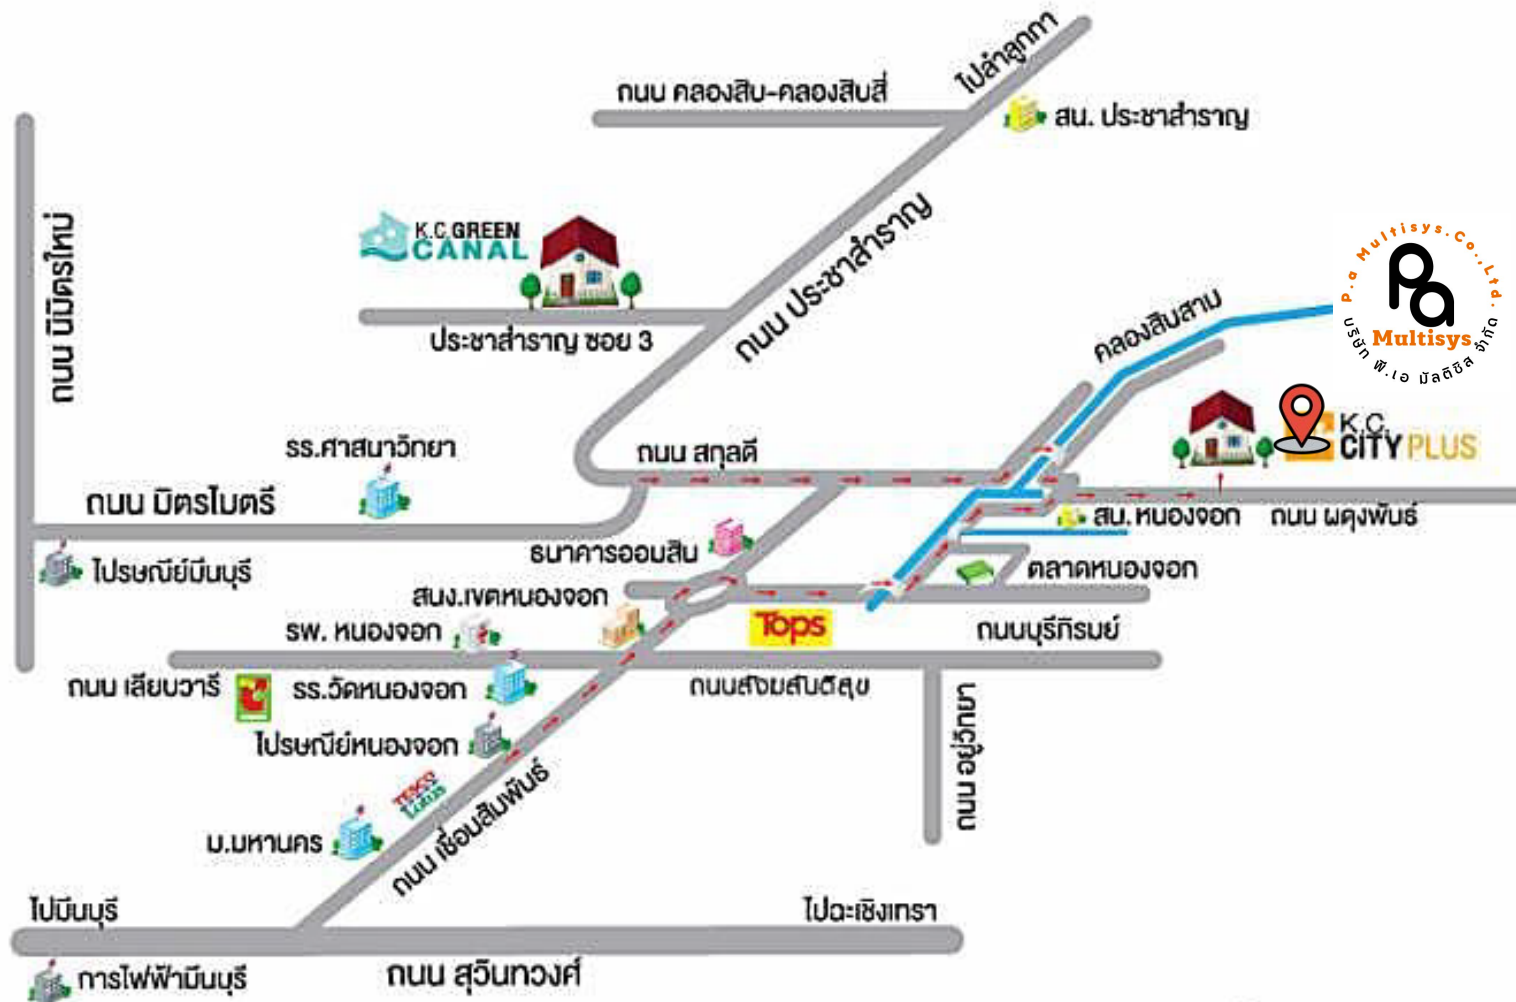 ไปลำลูกกา
ถนน คลองสิบ-คลองสิบสี่
สน. ประชาสำราญ
ถนน นิมิตรใหม่
K.C.GREEN
CANAL
ถนน ประชาสำราญ
P.a Multisys.Co.,Ltd.
Pa
Multisys
บริษัท พี.เอ มัลติซิส จำกัด
คลองสิบสาม
ประชาสำราญ ซอย 3
K.C.
CITY PLUS
รร.ศาสนาวิทยา
ถนน สกุลดี
ถนน มิตรไมตรี
สน. หนองจอก
ถนน ผดุงพันธ์
ธนาคารออมสิน
ไปรษณีย์มีนบุรี
ตลาดหนองจอก
สนง.เขตหนองจอก
รพ. หนองจอก
Tops
ถนนบุรีภิรมย์
ถนน เลียบวารี
รร.วัดหนองจอก
ถนนสังฆสันติสุข
ไปรษณีย์หนองจอก
ถนน อยู่วิทยา
TESCO
Lotus
ม.มหานคร
ถนน เชื่อมสัมพันธ์
ไปมีนบุรี
ไปฉะเชิงเทรา
การไฟฟ้ามีนบุรี
ถนน สุวินทวงศ์